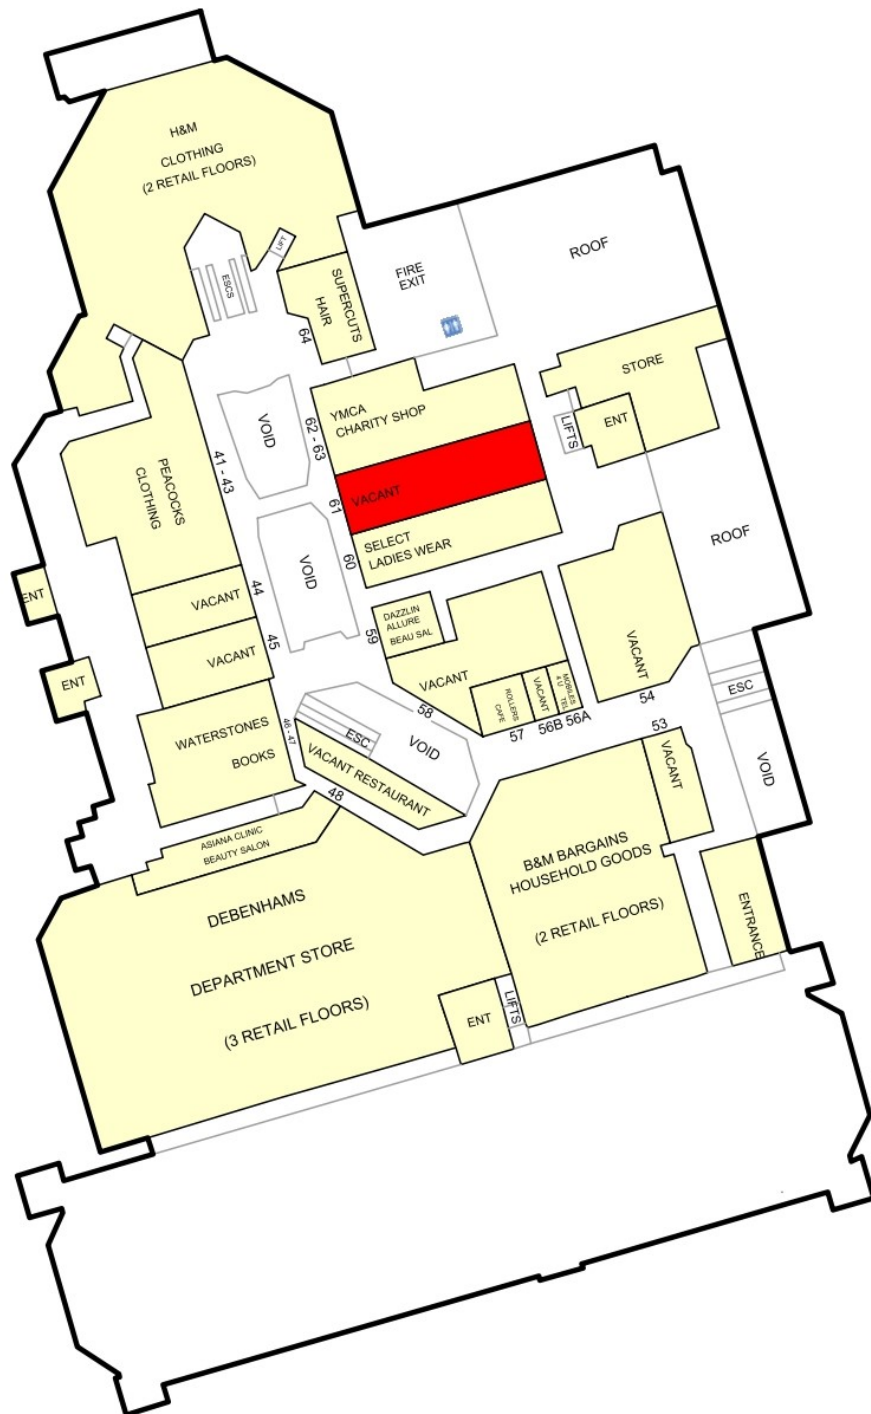 H&M
CLOTHING
(2 RETAIL FLOORS)
LIFT
ESCS
SUPERCUTS
HAIR
64
FIRE
EXIT
ROOF
STORE
YMCA
CHARITY SHOP
62 - 63
VOID
LIFTS
ENT
PEACOCKS
CLOTHING
41 - 43
VACANT
61
SELECT
LADIES WEAR
60
VOID
ROOF
ENT
VACANT
44
DAZZLIN
ALLURE
BEAU SAL
59
VACANT
45
ENT
VACANT
58
ROLLERS
CAFE
57
VACANT
56B
MOBILES
4 U
TEL
56A
VACANT
54
ESC
WATERSTONES
BOOKS
46 - 47
ESC
VOID
VACANT RESTAURANT
48
53
VACANT
VOID
ASIANA CLINIC
BEAUTY SALON
B&M BARGAINS
HOUSEHOLD GOODS
(2 RETAIL FLOORS)
ENTRANCE
DEBENHAMS
DEPARTMENT STORE
(3 RETAIL FLOORS)
ENT
LIFTS